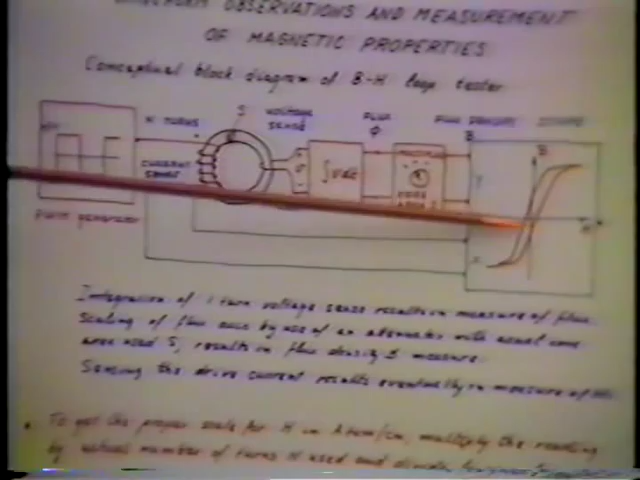 OBSERVATIONS AND MEASUREMENT
OF MAGNETIC PROPERTIES
Conceptual block diagram of B-H loop tester
N TURNS S VOLTAGE SENSE FLUX Φ FLUX DENSITY B
CURRENT SENSE ∫vdt B
generator
Integration of 1 turn voltage sense results in measure of flux.
Scaling of flux axis by use of an attenuator with actual core
area used S, results in flux density B measure.
Sensing the drive current results eventually in measure of
• To get the proper scale for H in A turn/cm, multiply the reading
by actual number of turns N used and divide